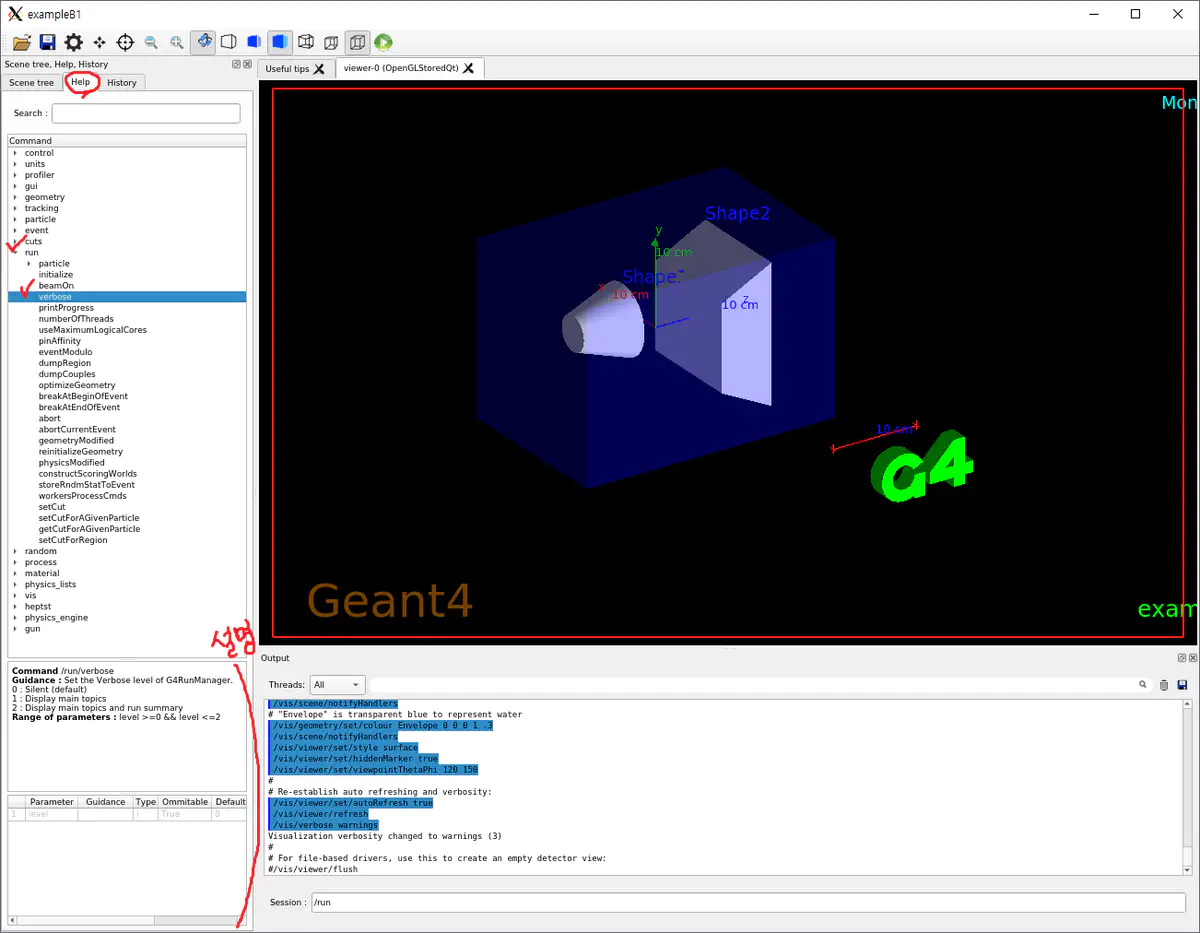 exampleB1
Scene tree, Help, History
Useful tips
viewer-0 (OpenGLStoredQt)
Scene tree
Help
History
Search :
Command
control
units
profiler
gui
geometry
tracking
particle
event
cuts
run
particle
initialize
beamOn
verbose
printProgress
numberOfThreads
useMaximumLogicalCores
pinAffinity
eventModulo
dumpRegion
dumpCouples
optimizeGeometry
breakAtBeginOfEvent
breakAtEndOfEvent
abort
abortCurrentEvent
geometryModified
reinitializeGeometry
physicsModified
constructScoringWorlds
storeRndmStatToEvent
workersProcessCmds
setCut
setCutForAGivenParticle
getCutForAGivenParticle
setCutForRegion
random
process
material
physics_lists
vis
heptst
physics_engine
gun
설명
Command /run/verbose
Guidance : Set the Verbose level of G4RunManager.
0 : Silent (default)
1 : Display main topics
2 : Display main topics and run summary
Range of parameters : level >=0 && level <=2
Parameter Guidance Type Ommitable Default
1 level i True 0
Mon
Shape2
y
10 cm
Shape
x
10 cm
z
10 cm
10 cm
G4
Geant4
exam
Output
Threads: All
/vis/scene/notifyHandlers
# "Envelope" is transparent blue to represent water
/vis/geometry/set/colour Envelope 0 0 0 1 .3
/vis/scene/notifyHandlers
/vis/viewer/set/style surface
/vis/viewer/set/hiddenMarker true
/vis/viewer/set/viewpointThetaPhi 120 150
#
# Re-establish auto refreshing and verbosity:
/vis/viewer/set/autoRefresh true
/vis/viewer/refresh
/vis/verbose warnings
Visualization verbosity changed to warnings (3)
#
# For file-based drivers, use this to create an empty detector view:
#/vis/viewer/flush
Session : /run